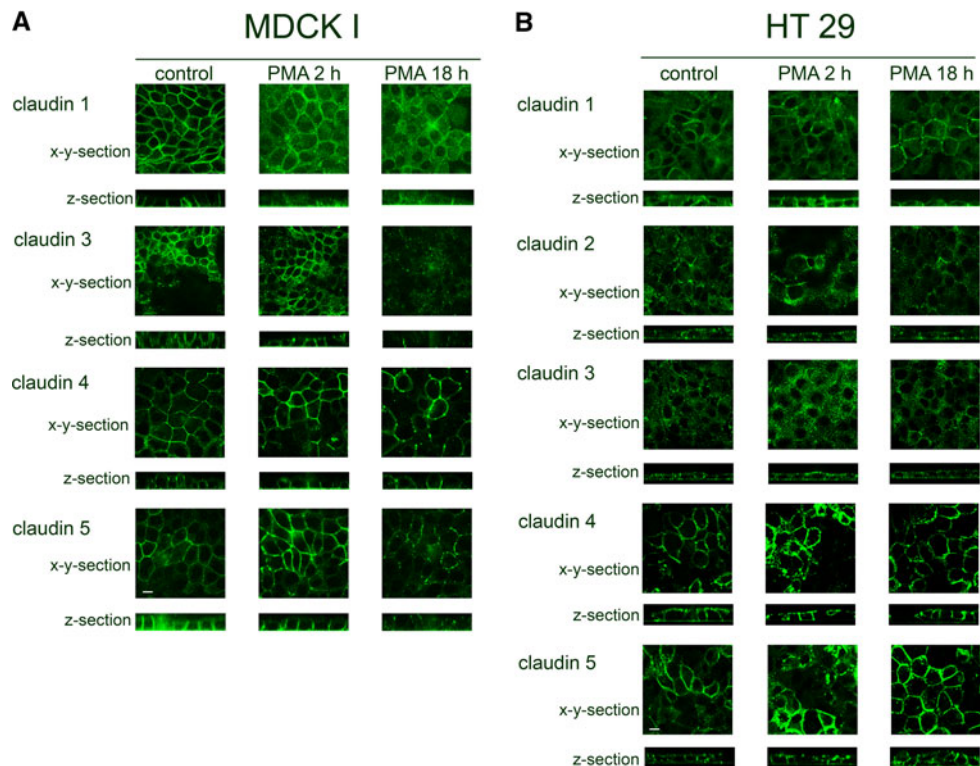 A
MDCK I
control PMA 2 h PMA 18 h
claudin 1
x-y-section
z-section
claudin 3
x-y-section
z-section
claudin 4
x-y-section
z-section
claudin 5
x-y-section
z-section
B
HT 29
control PMA 2 h PMA 18 h
claudin 1
x-y-section
z-section
claudin 2
x-y-section
z-section
claudin 3
x-y-section
z-section
claudin 4
x-y-section
z-section
claudin 5
x-y-section
z-section